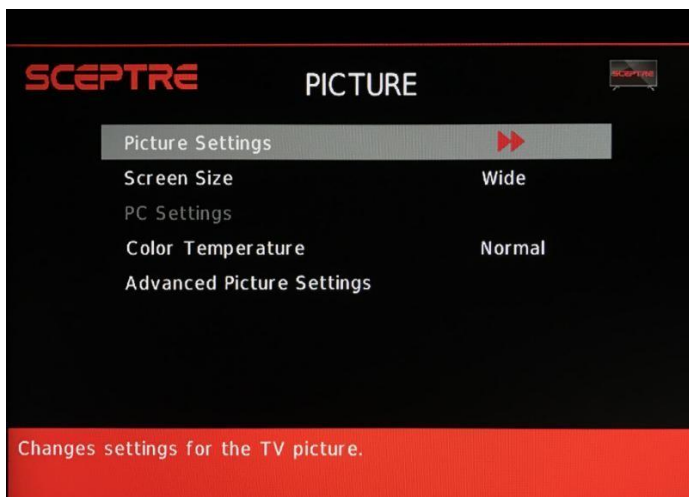 SCEPTRE
PICTURE
SCEPTRE
Picture Settings
Screen Size Wide
PC Settings
Color Temperature Normal
Advanced Picture Settings
Changes settings for the TV picture.